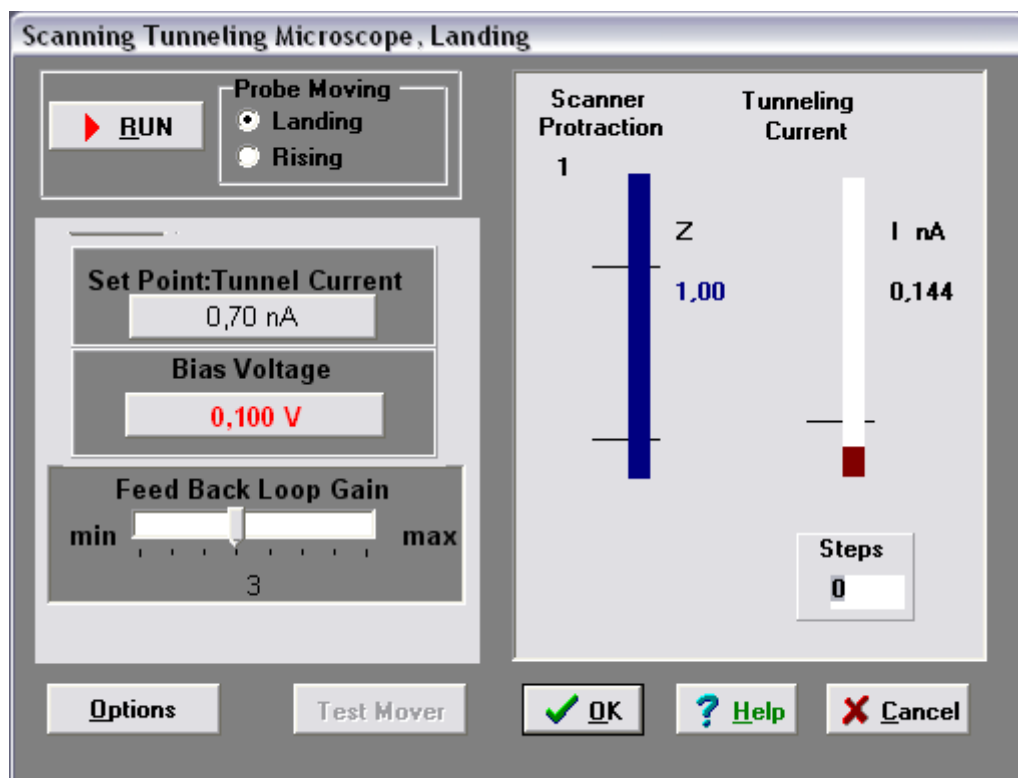 Scanning Tunneling Microscope, Landing
RUN
Probe Moving
Landing
Rising
Set Point:Tunnel Current
0,70 nA
Bias Voltage
0,100 V
Feed Back Loop Gain
min
max
3
Scanner
Protraction
1
Z
1,00
Tunneling
Current
I nA
0,144
Steps
0
Options
Test Mover
OK
Help
Cancel